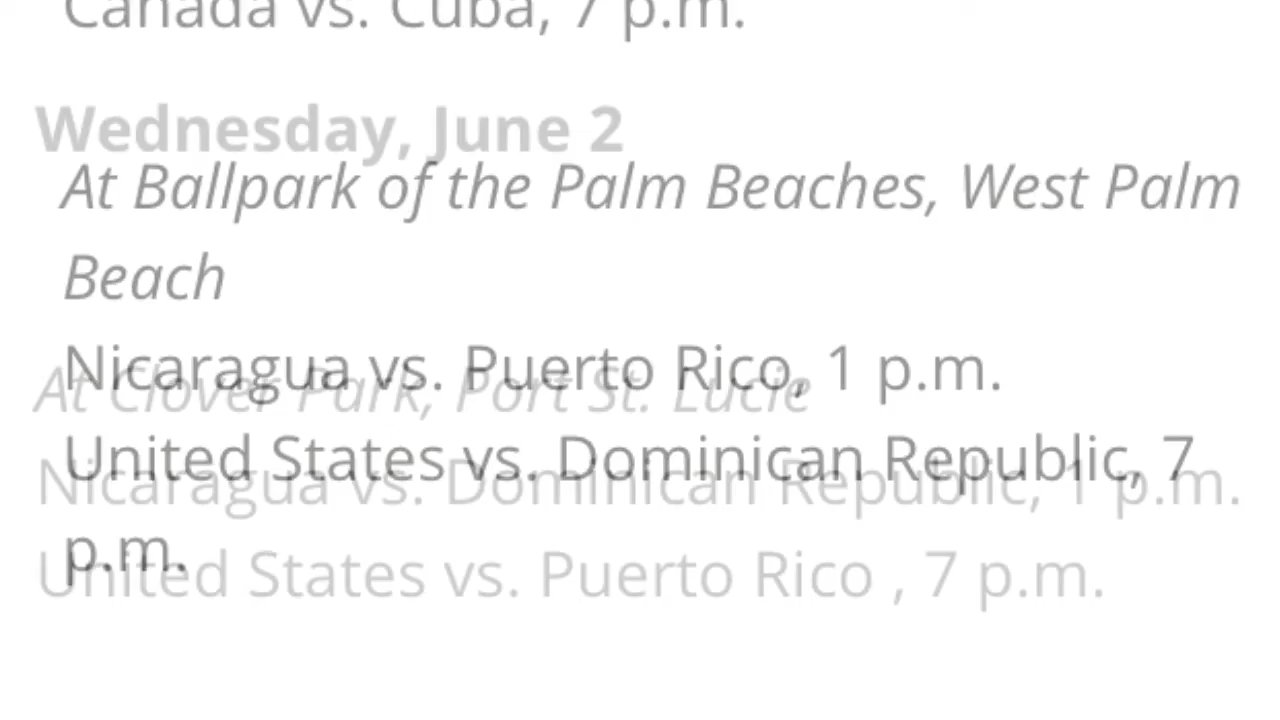 Canada vs. Cuba, 7 p.m.
Wednesday, June 2
At Ballpark of the Palm Beaches, West Palm
Beach
Nicaragua vs. Puerto Rico, 1 p.m.
At Clover Park, Port St. Lucie
United States vs. Dominican Republic, 7
Nicaragua vs. Dominican Republic, 1 p.m.
p.m.
United States vs. Puerto Rico , 7 p.m.